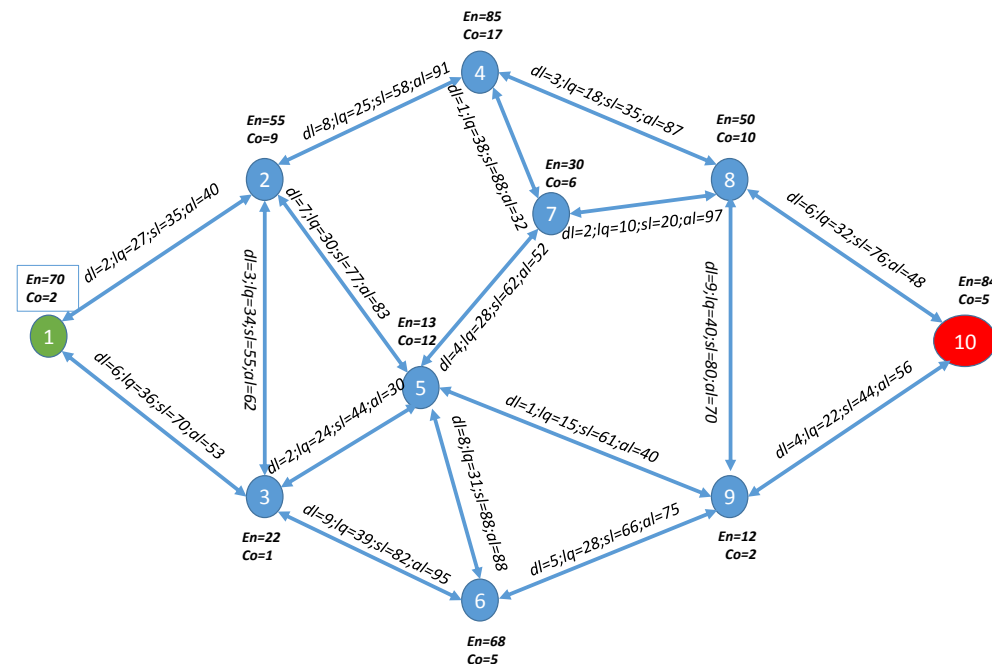 En=85
Co=17
4
dl=8;lq=25;sl=58;al=91
dl=3;lq=18;sl=35;al=87
dl=1;lq=38;sl=88;al=32
En=55
Co=9
2
En=50
Co=10
8
En=30
Co=6
7
dl=2;lq=27;sl=35;al=40
dl=7;lq=30;sl=77;al=83
dl=2;lq=10;sl=20;al=97
dl=6;lq=32;sl=76;al=48
En=70
Co=2
1
dl=3;lq=34;sl=55;al=62
dl=4;lq=28;sl=62;al=52
dl=9;lq=40;sl=80;al=70
En=84
Co=5
10
En=13
Co=12
5
dl=6;lq=36;sl=70;al=53
dl=2;lq=24;sl=44;al=30
dl=1;lq=15;sl=61;al=40
dl=4;lq=22;sl=44;al=56
dl=8;lq=31;sl=88;al=88
3
En=22
Co=1
9
En=12
Co=2
dl=9;lq=39;sl=82;al=95
dl=5;lq=28;sl=66;al=75
6
En=68
Co=5